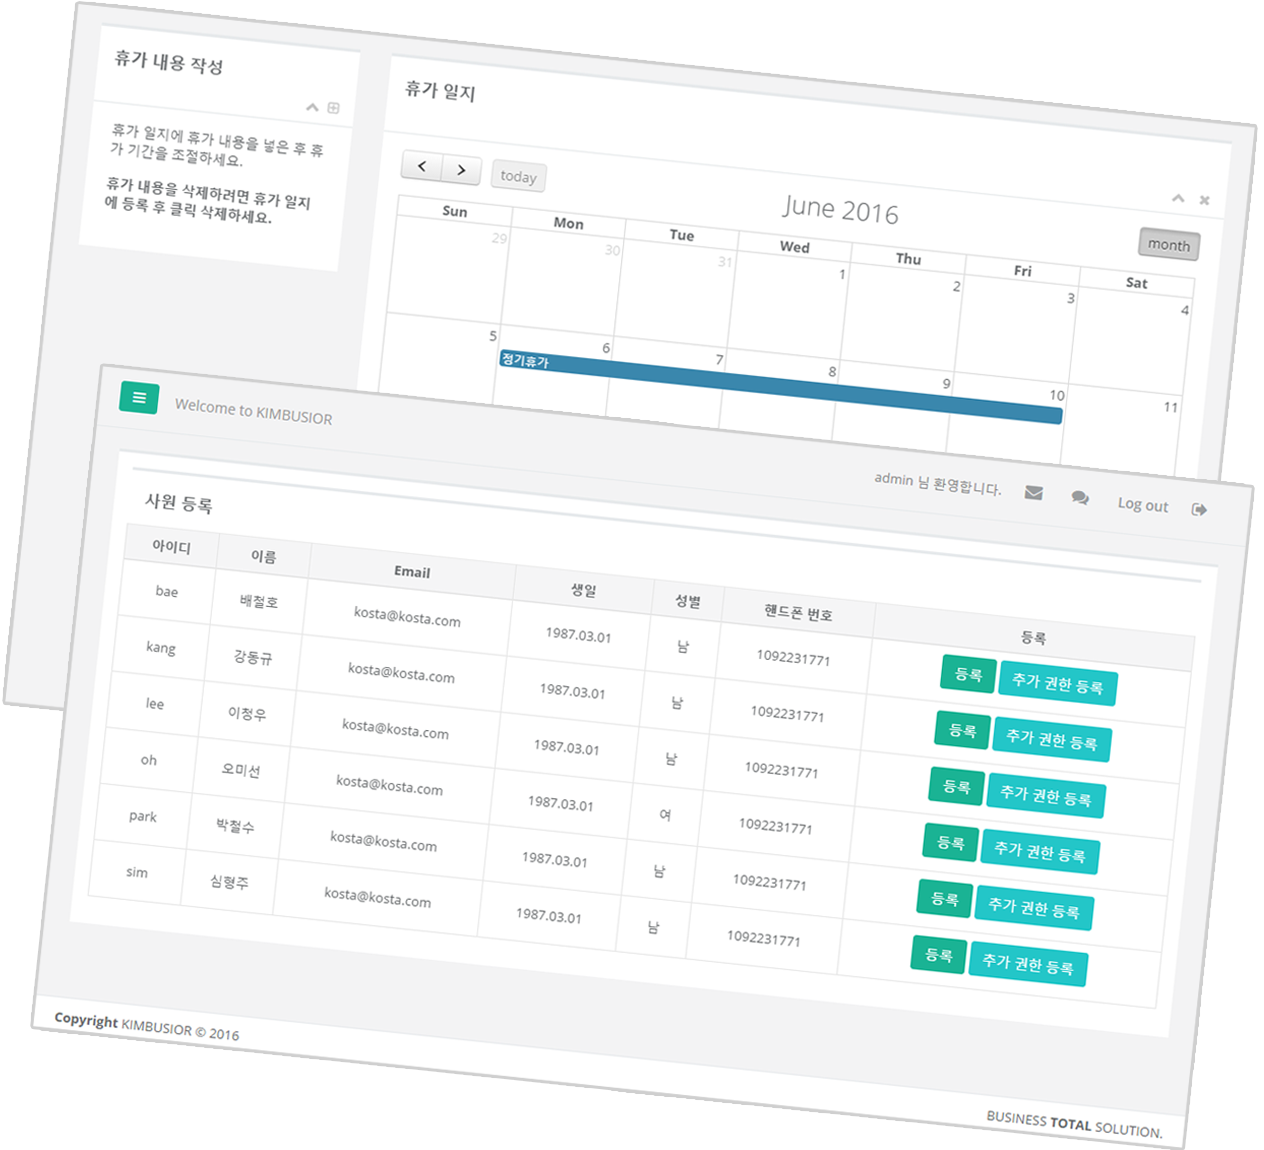 휴가 내용 작성
휴가 일지에 휴가 내용을 넣은 후 휴
가 기간을 조절하세요.
휴가 내용을 삭제하려면 휴가 일지
에 등록 후 클릭 삭제하세요.
휴가 일지
today
June 2016
month
Sun Mon Tue Wed Thu Fri Sat
29 30 31 1 2 3 4
5 6 7 8 9 10 11
정기휴가
Welcome to KIMBUSIOR
admin 님 환영합니다.
Log out
사원 등록
아이디 이름 Email 생일 성별 핸드폰 번호 등록
bae 배철호 kosta@kosta.com 1987.03.01 남 1092231771 등록 추가 권한 등록
kang 강동규 kosta@kosta.com 1987.03.01 남 1092231771 등록 추가 권한 등록
lee 이청우 kosta@kosta.com 1987.03.01 남 1092231771 등록 추가 권한 등록
oh 오미선 kosta@kosta.com 1987.03.01 여 1092231771 등록 추가 권한 등록
park 박철수 kosta@kosta.com 1987.03.01 남 1092231771 등록 추가 권한 등록
sim 심형주 kosta@kosta.com 1987.03.01 남 1092231771 등록 추가 권한 등록
Copyright KIMBUSIOR © 2016
BUSINESS TOTAL SOLUTION.